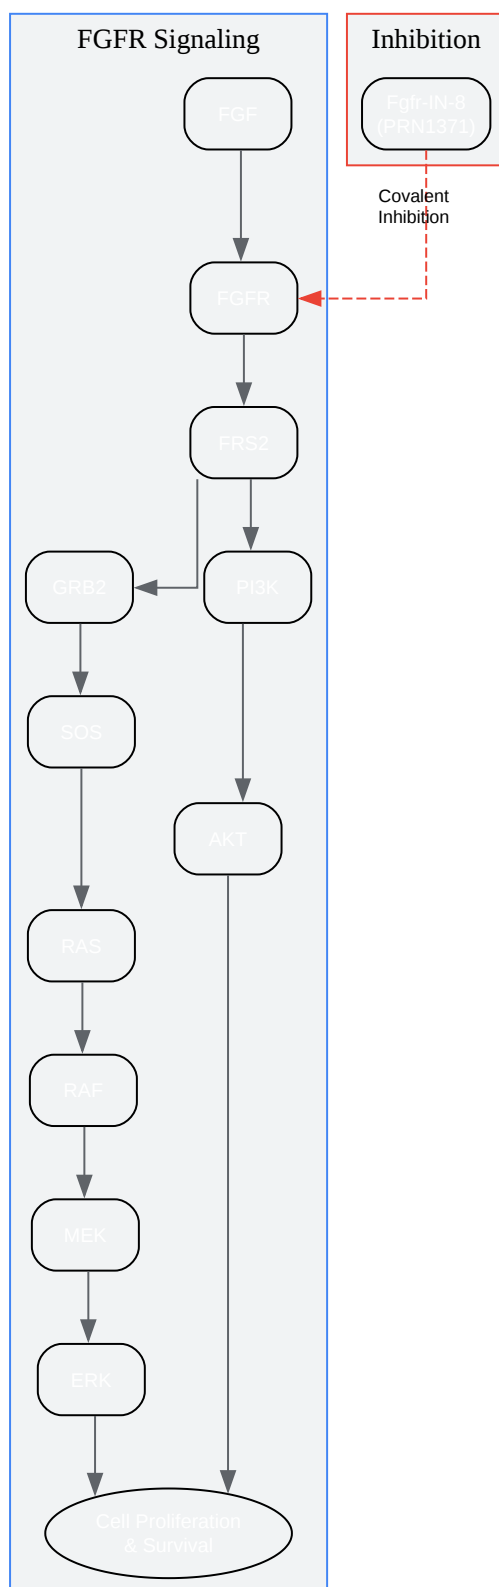 FGFR Signaling
Inhibition
FGF
Fgfr-IN-8
(PRN1371)
Covalent
Inhibition
FGFR
FRS2
GRB2
PI3K
SOS
AKT
RAS
RAF
MEK
ERK
Cell Proliferation
& Survival